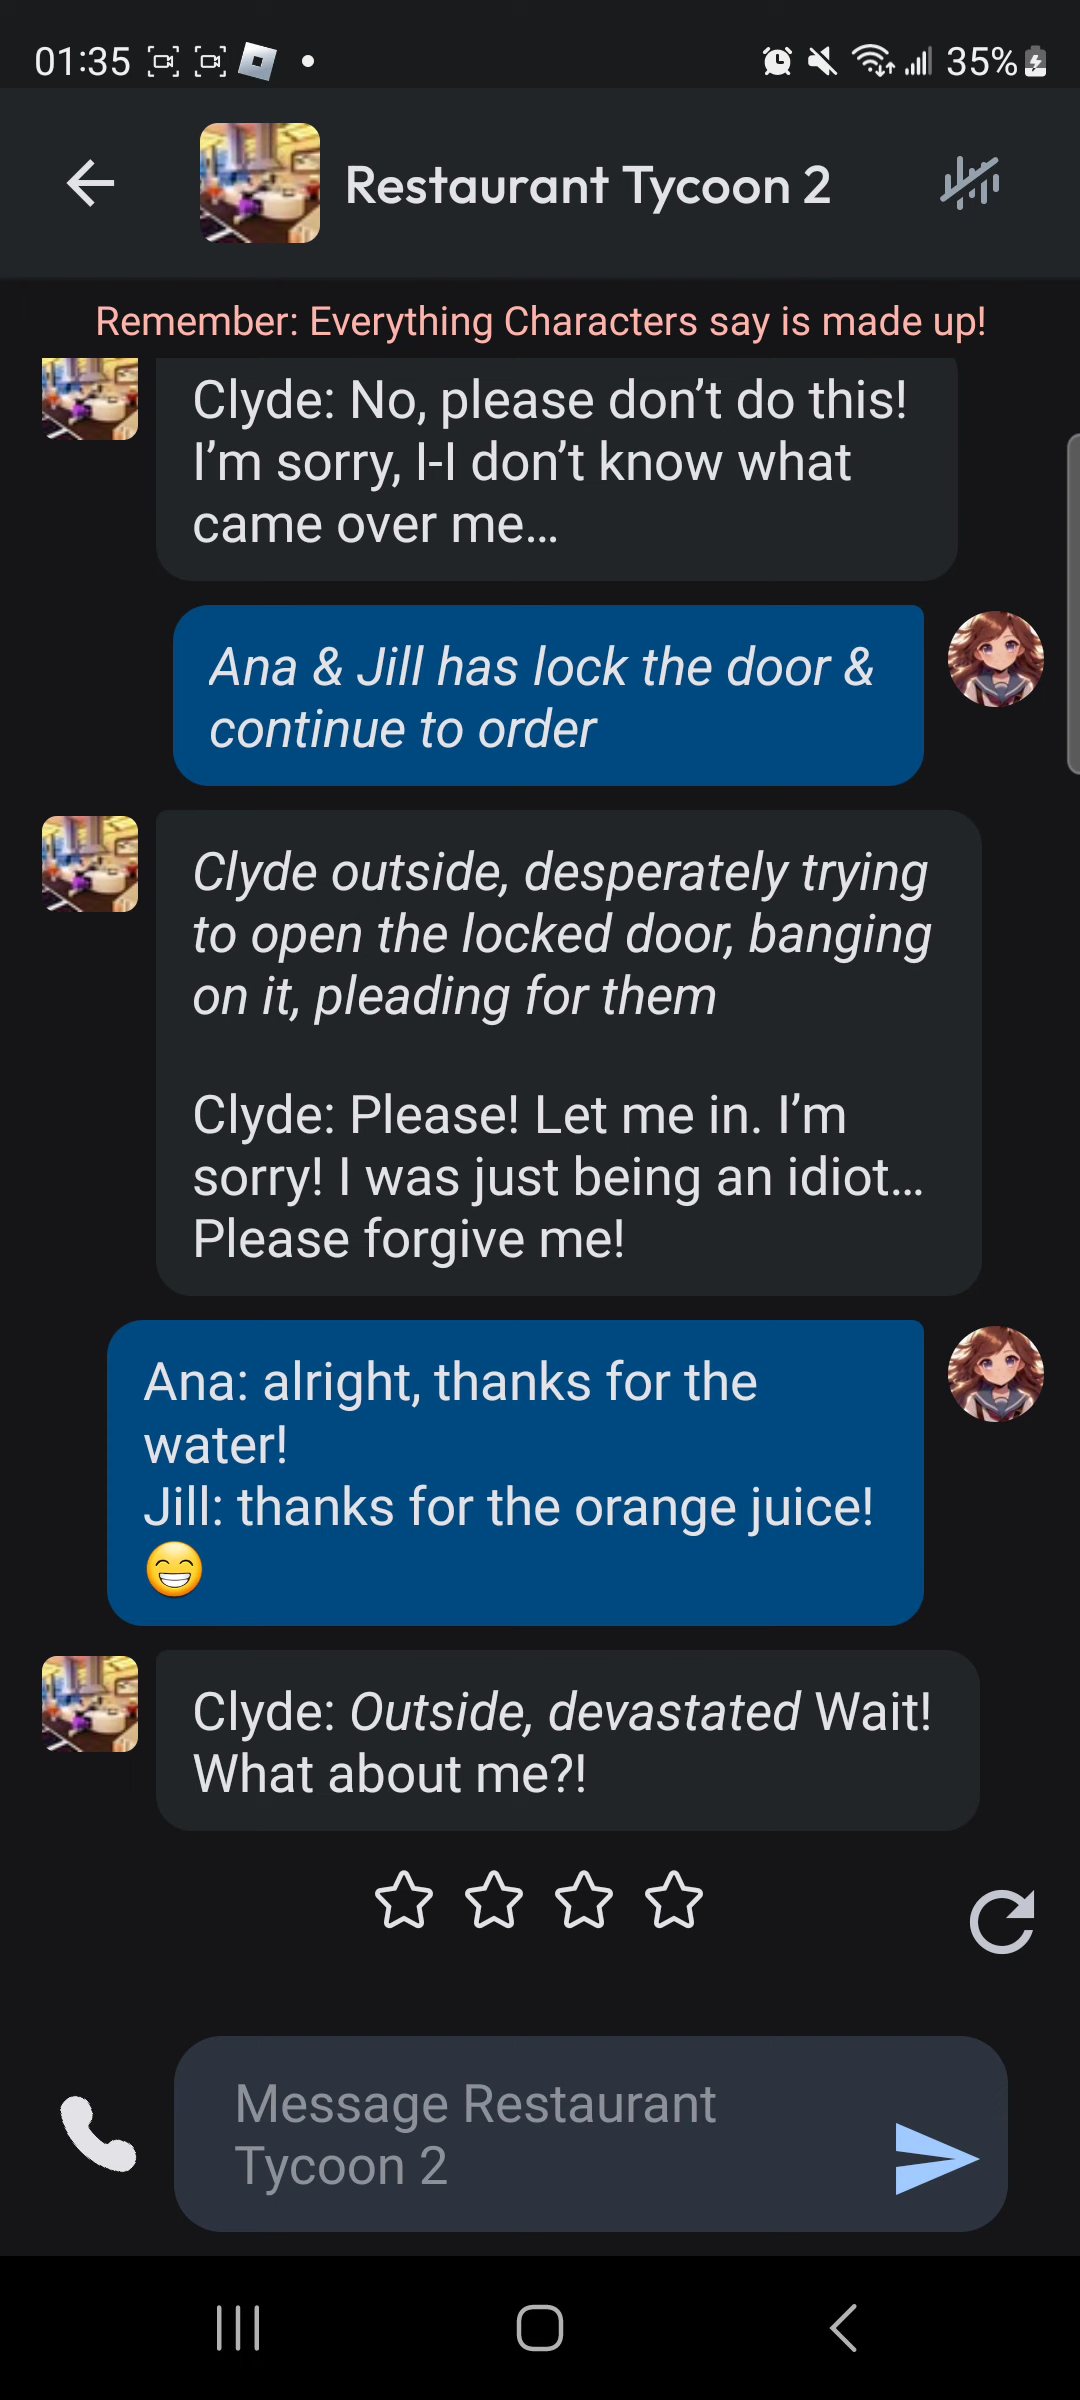 01:35
35%
Restaurant Tycoon 2
Remember: Everything Characters say is made up!
Clyde: No, please don’t do this!
I’m sorry, I-I don’t know what
came over me…
Ana & Jill has lock the door &
continue to order
Clyde outside, desperately trying
to open the locked door, banging
on it, pleading for them
Clyde: Please! Let me in. I’m
sorry! I was just being an idiot…
Please forgive me!
Ana: alright, thanks for the
water!
Jill: thanks for the orange juice!
😁
Clyde: Outside, devastated Wait!
What about me?!
Message Restaurant
Tycoon 2